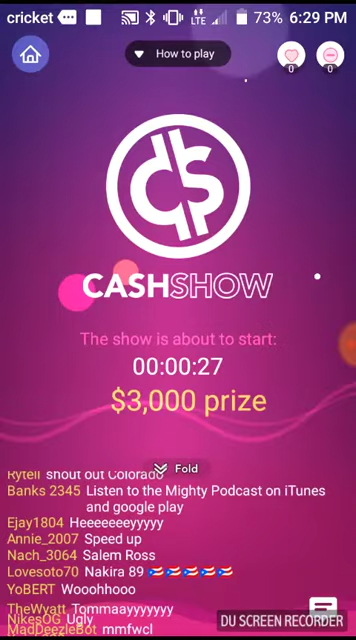 cricket LTE 73% 6:29 PM
How to play
0 0
CASHSHOW
The show is about to start:
00:00:27
$3,000 prize
Rytell shout out Colorado
Fold
Banks 2345 Listen to the Mighty Podcast on iTunes
and google play
Ejay1804 Heeeeeeeyyyyy
Annie_2007 Speed up
Nach_3064 Salem Ross
Lovesoto70 Nakira 89 🇵🇷🇵🇷🇵🇷🇵🇷🇵🇷
YoBERT Wooohhooo
TheWyatt Tommaayyyyyyy
NikesOG Ugly
MadDeezleBot mmfwcl
DU SCREEN RECORDER